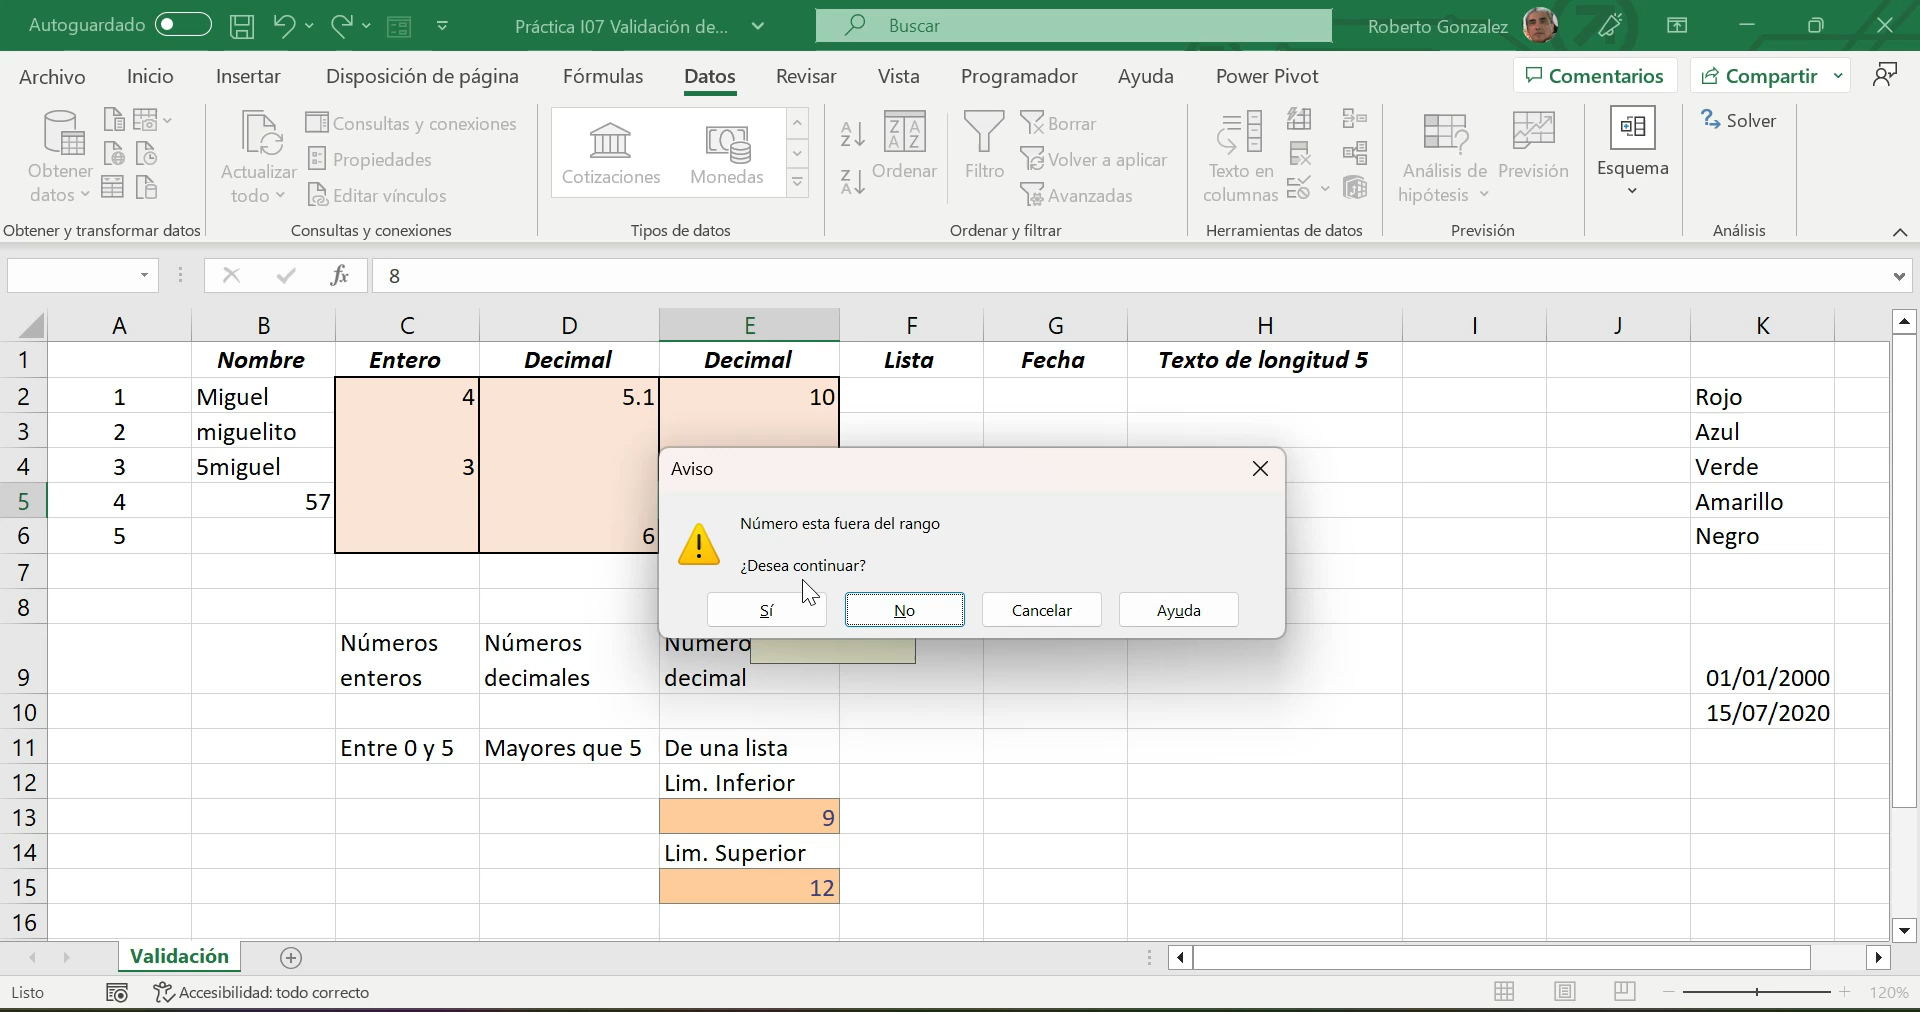 Autoguardado
Práctica I07 Validación de...
Buscar
Roberto Gonzalez
Archivo Inicio Insertar Disposición de página Fórmulas Datos Revisar Vista Programador Ayuda Power Pivot Comentarios Compartir
Obtener datos
Obtener y transformar datos
Actualizar todo
Consultas y conexiones
Propiedades
Editar vínculos
Consultas y conexiones
Cotizaciones
Monedas
Tipos de datos
Ordenar
Filtro
Borrar
Volver a aplicar
Avanzadas
Ordenar y filtrar
Texto en columnas
Herramientas de datos
Análisis de hipótesis
Previsión
Previsión
Esquema
Solver
Análisis
fx 8
A B C D E F G H I J K
1 Nombre Entero Decimal Decimal Lista Fecha Texto de longitud 5
2 1 Miguel 4 5.1 10 Rojo
3 2 miguelito Azul
4 3 5miguel 3 Verde
5 4 57 Amarillo
6 5 6 Negro
7
8
Aviso
Número esta fuera del rango
¿Desea continuar?
Sí No Cancelar Ayuda
Números Números Número
9 enteros decimales decimal 01/01/2000
10 15/07/2020
11 Entre 0 y 5 Mayores que 5 De una lista
12 Lim. Inferior
13 9
14 Lim. Superior
15 12
16
Validación
Listo Accesibilidad: todo correcto 120%